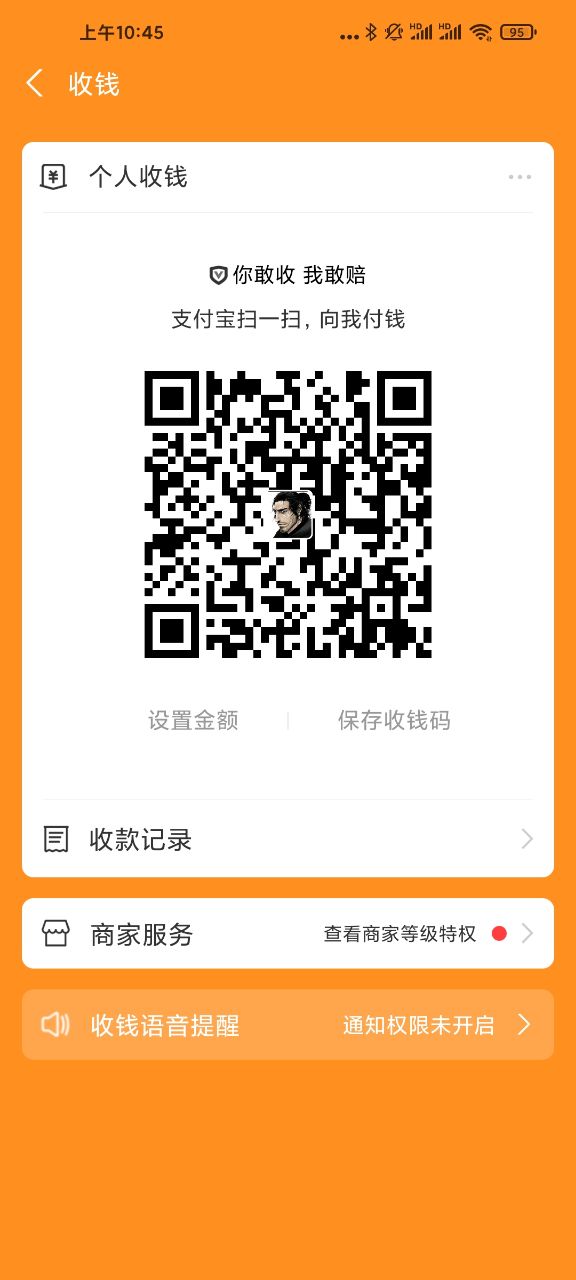 上午10:45
HD HD 95
收钱
个人收钱
你敢收 我敢赔
支付宝扫一扫，向我付钱
设置金额 保存收钱码
收款记录
商家服务 查看商家等级特权
收钱语音提醒 通知权限未开启